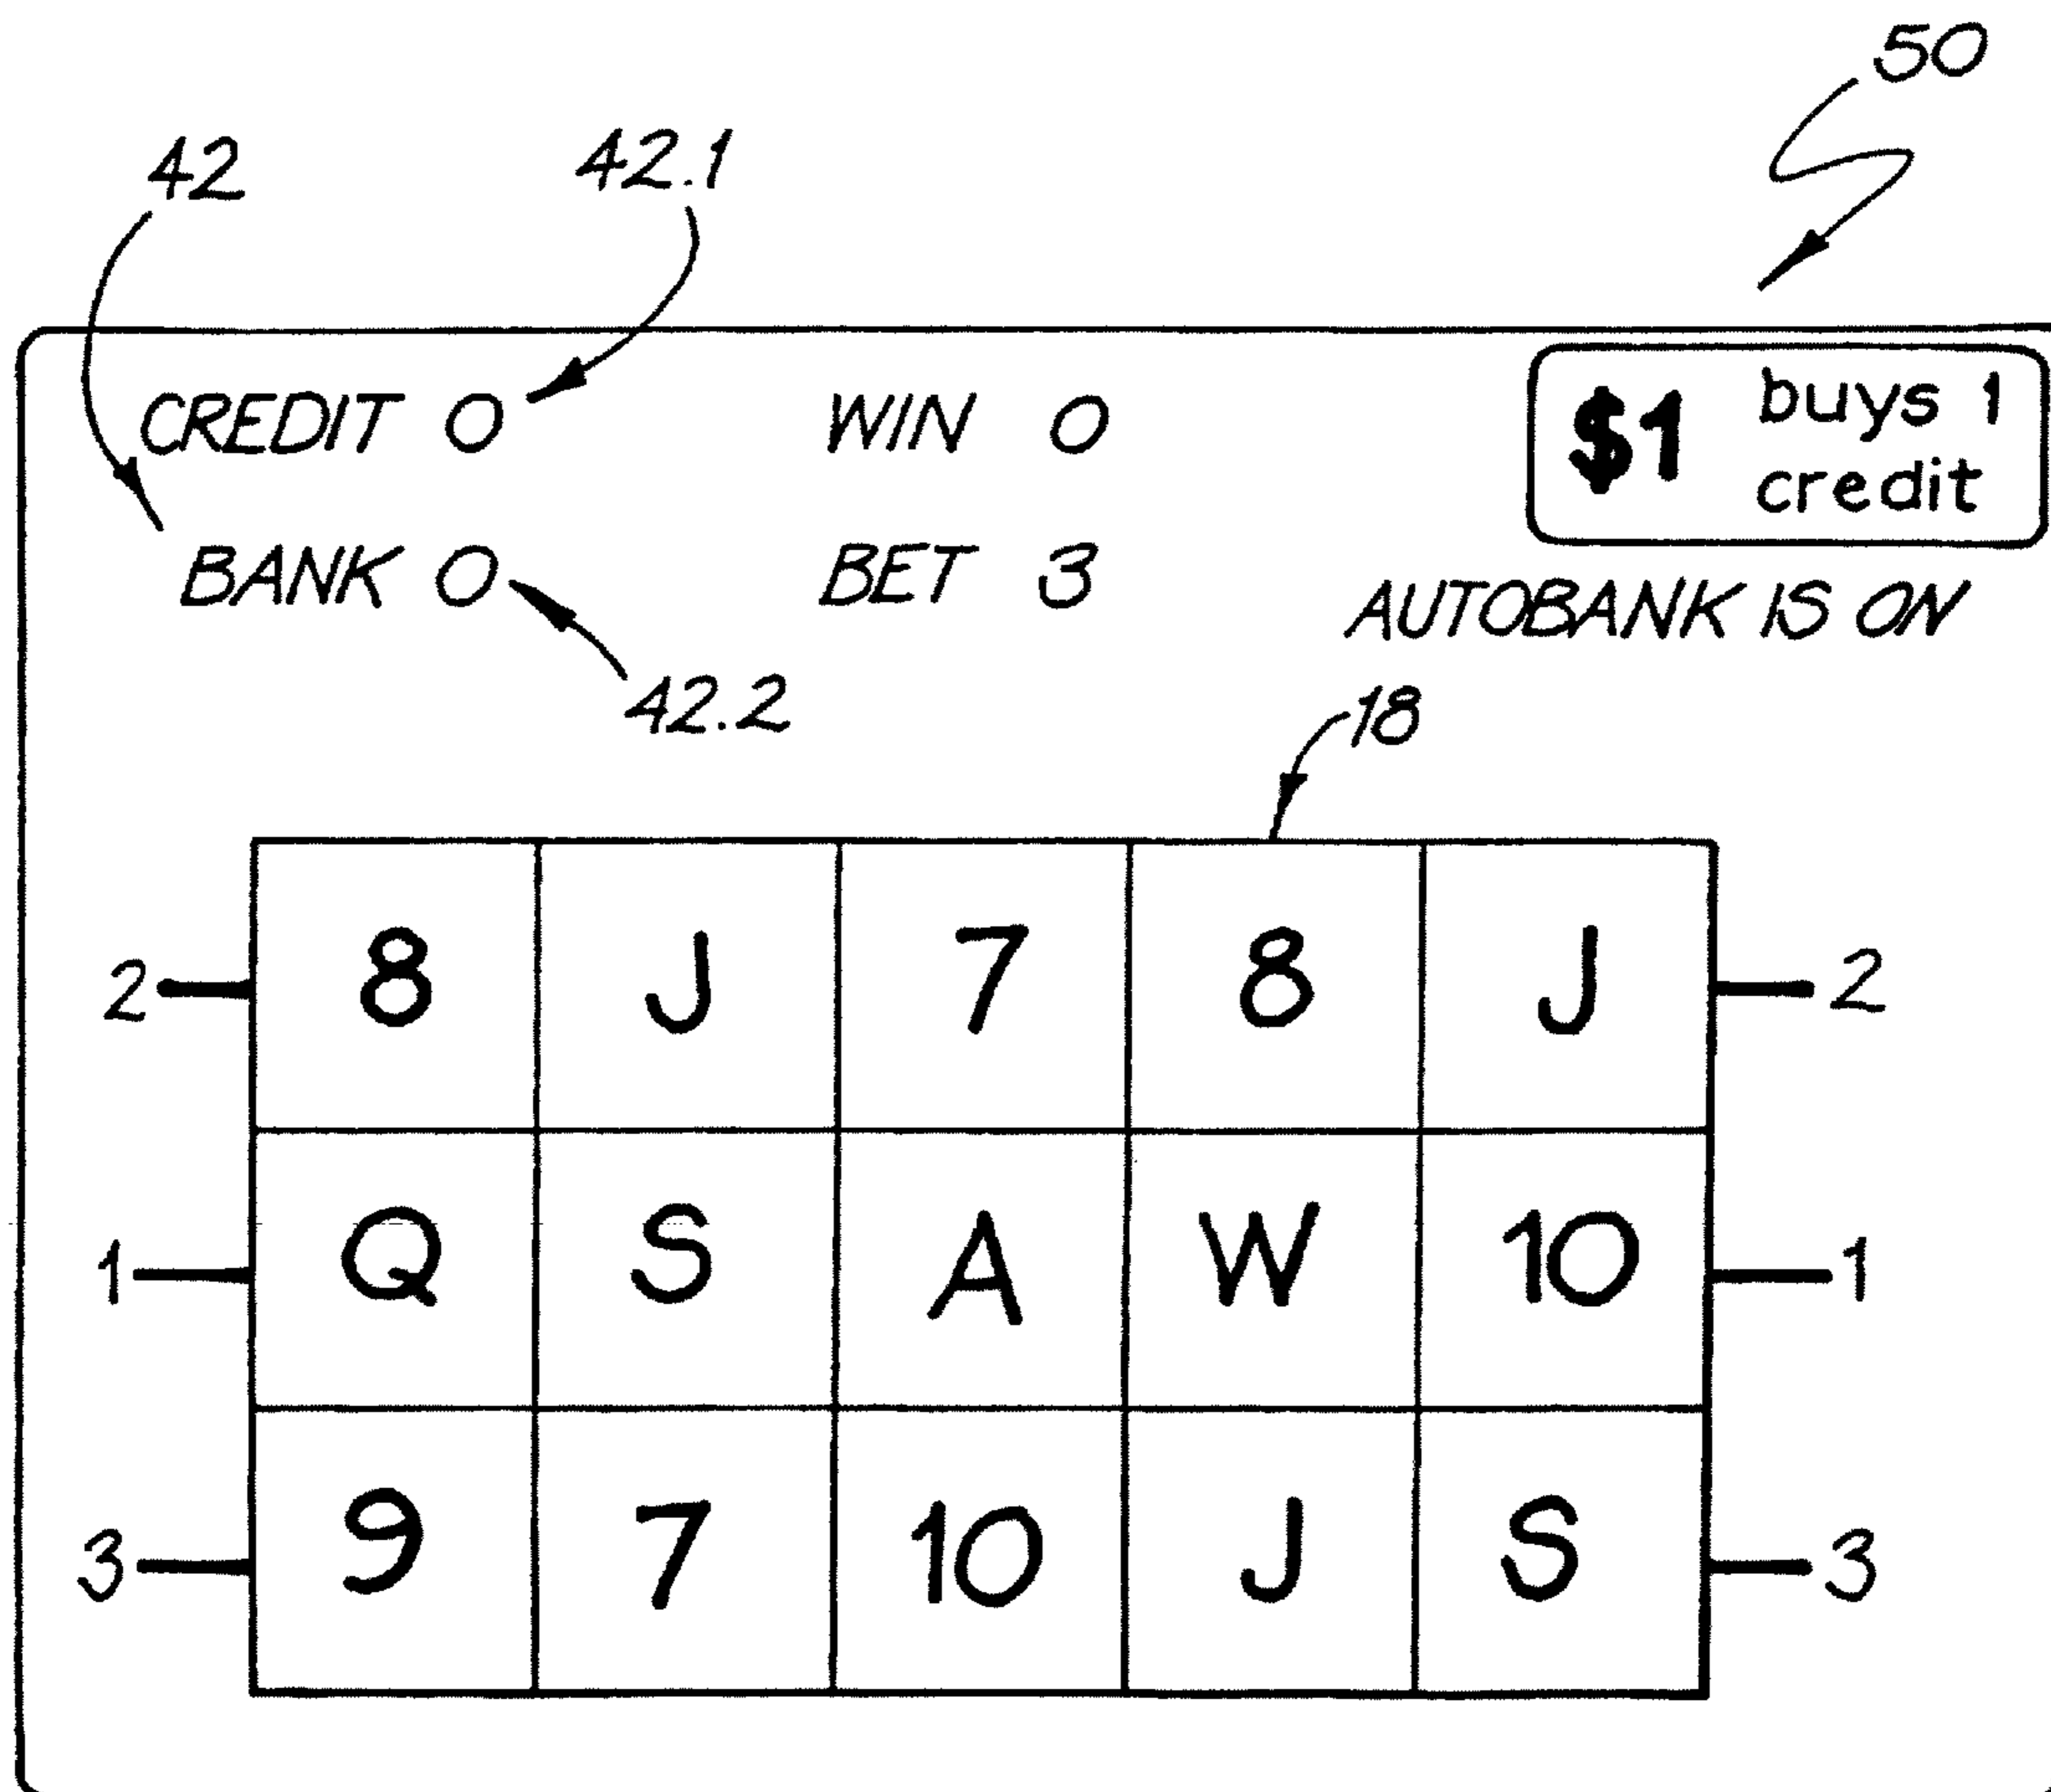 50
42 42.1
CREDIT 0 WIN 0 $1 buys 1
credit
BANK 0 BET 3
AUTOBANK IS ON
42.2 18
2 8 J 7 8 J 2
1 Q S A W 10 1
3 9 7 10 J S 3